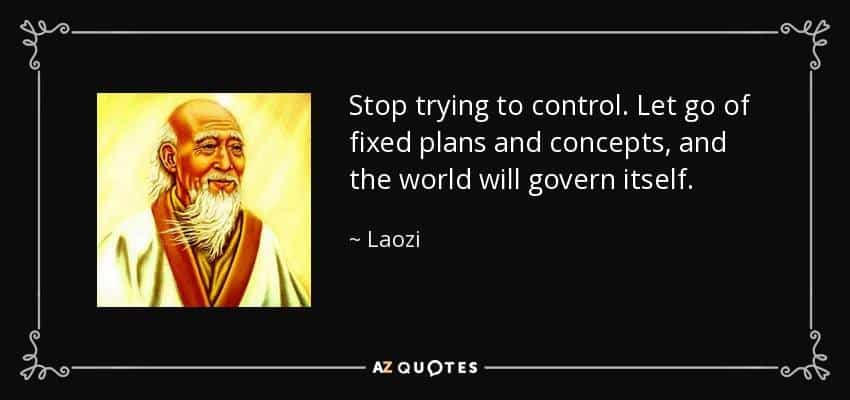 Stop trying to control. Let go of
fixed plans and concepts, and
the world will govern itself.
~ Laozi
AZ QUOTES